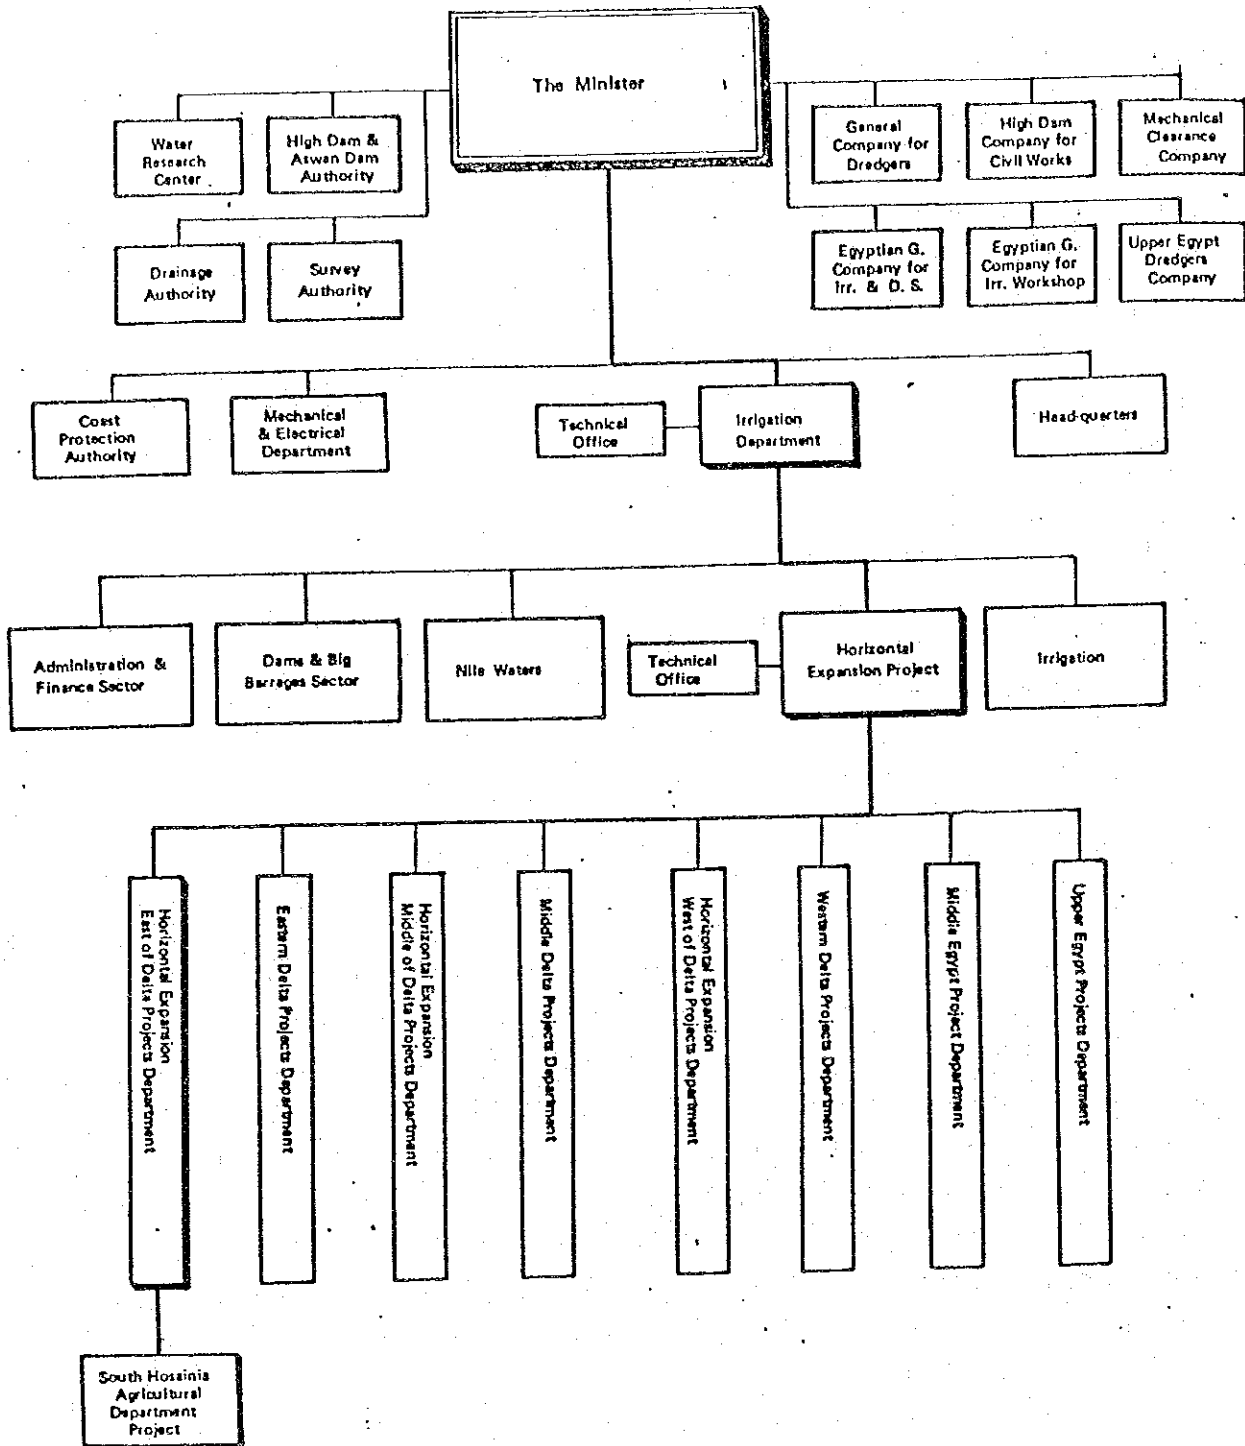 The Minister
Water
Research
Center
High Dam &
Aswan Dam
Authority
General
Company for
Dredgers
High Dam
Company for
Civil Works
Mechanical
Clearance
Company
Drainage
Authority
Survey
Authority
Egyptian G.
Company for
Irr. & D. S.
Egyptian G.
Company for
Irr. Workshop
Upper Egypt
Dredgers
Company
Coast
Protection
Authority
Mechanical
& Electrical
Department
Technical
Office
Irrigation
Department
Head-quarters
Administration &
Finance Sector
Dams & Big
Barrages Sector
Nile Waters
Technical
Office
Horizontal
Expansion Project
Irrigation
Horizontal Expansion
East of Delta Projects Department
Eastern Delta Projects Department
Horizontal Expansion
Middle of Delta Projects Department
Middle Delta Projects Department
Horizontal Expansion
West of Delta Projects Department
Western Delta Projects Department
Middle Egypt Project Department
Upper Egypt Projects Department
South Hosainia
Agricultural
Department
Project